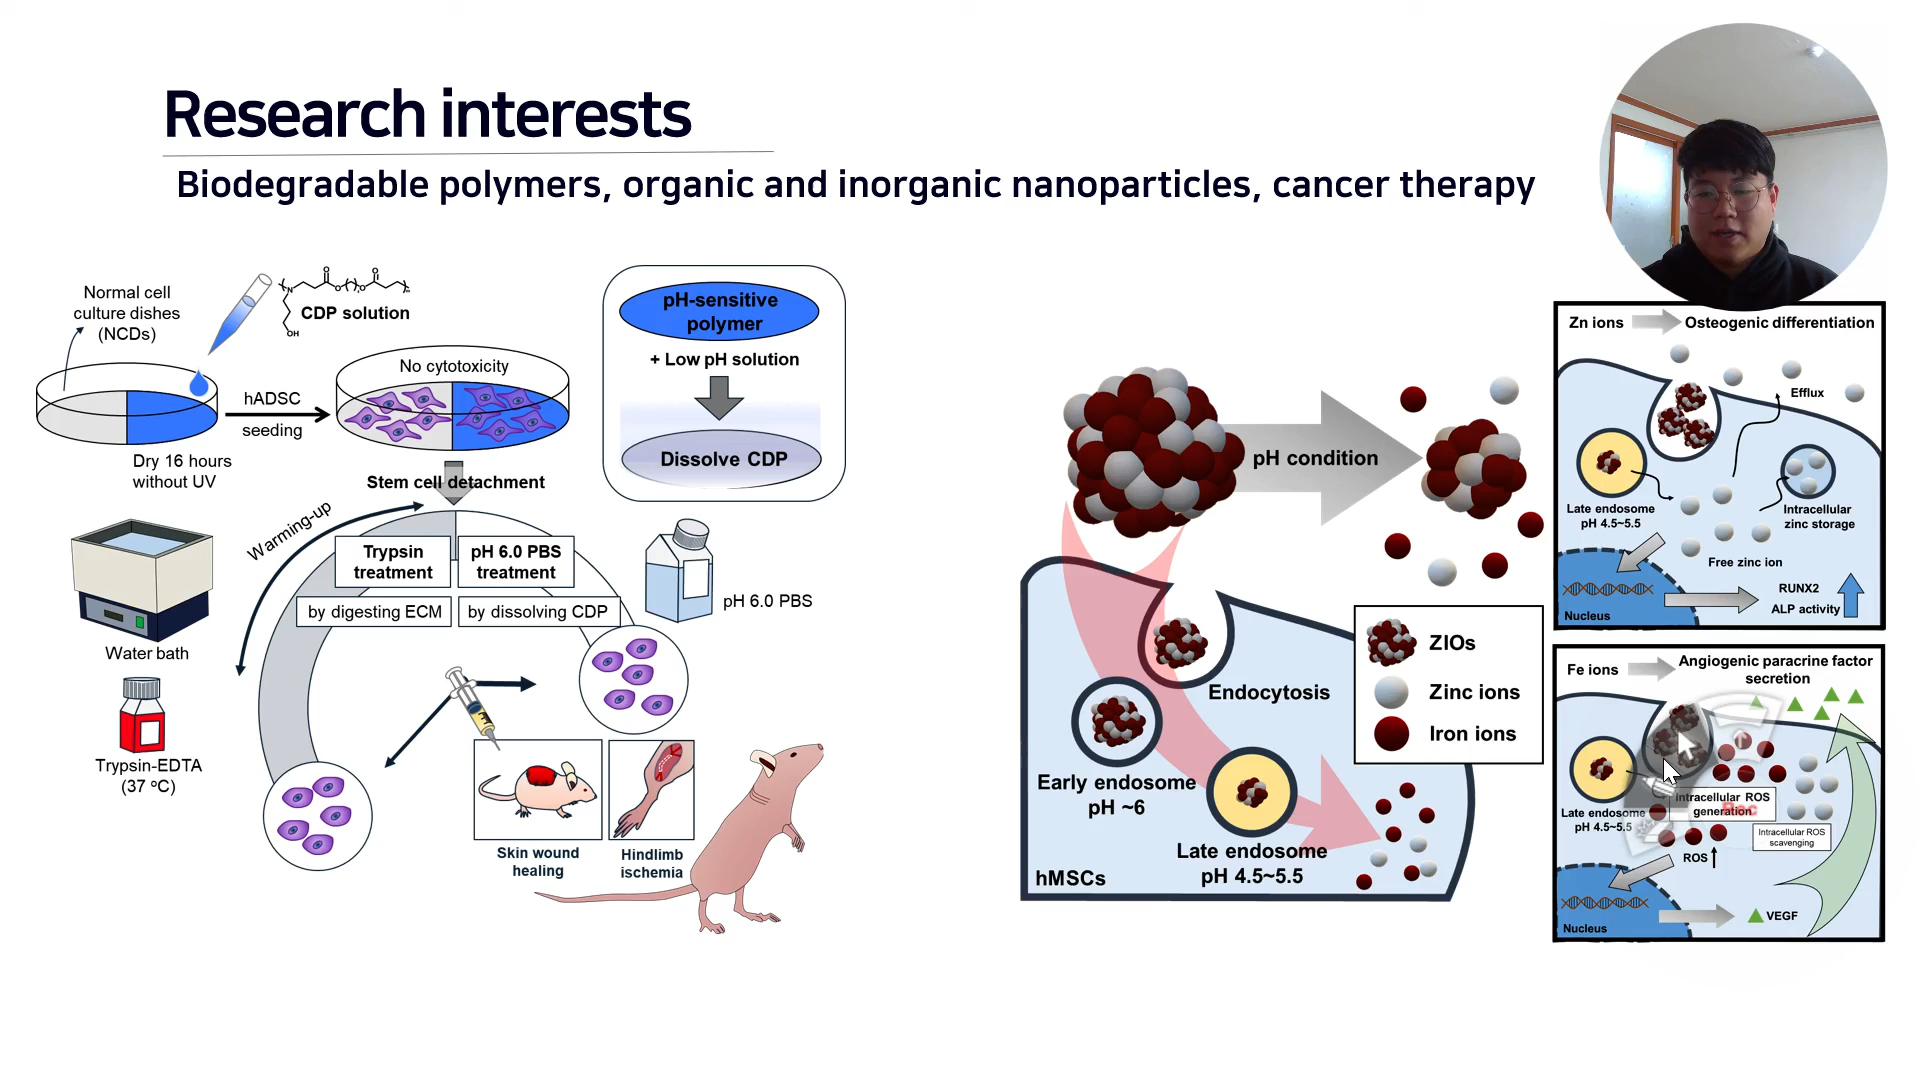 Research interests
Biodegradable polymers, organic and inorganic nanoparticles, cancer therapy
Normal cell
culture dishes
(NCDs)
N
O
O
O
O
OH
CDP solution
hADSC
seeding
Dry 16 hours
without UV
No cytotoxicity
Stem cell detachment
pH-sensitive
polymer
+ Low pH solution
Dissolve CDP
Warming-up
Trypsin
treatment
pH 6.0 PBS
treatment
by digesting ECM
by dissolving CDP
pH 6.0 PBS
Water bath
Trypsin-EDTA
(37 ºC)
Skin wound
healing
Hindlimb
ischemia
pH condition
ZIOs
Zinc ions
Iron ions
Endocytosis
Early endosome
pH ~6
Late endosome
pH 4.5~5.5
hMSCs
Zn ions
Osteogenic differentiation
Efflux
Late endosome
pH 4.5~5.5
Intracellular
zinc storage
Free zinc ion
RUNX2
ALP activity
Nucleus
Fe ions
Angiogenic paracrine factor
secretion
Late endosome
pH 4.5~5.5
Intracellular ROS
generation
Rec
Intracellular ROS
scavenging
ROS
VEGF
Nucleus